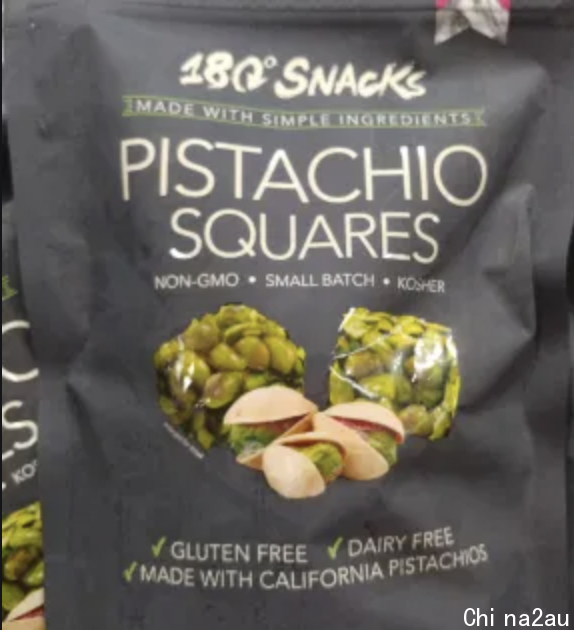 180° SNACKS
MADE WITH SIMPLE INGREDIENTS
PISTACHIO
SQUARES
NON-GMO • SMALL BATCH • KOSHER
✓ GLUTEN FREE ✓ DAIRY FREE
✓ MADE WITH CALIFORNIA PISTACHIOS
Chi na2au